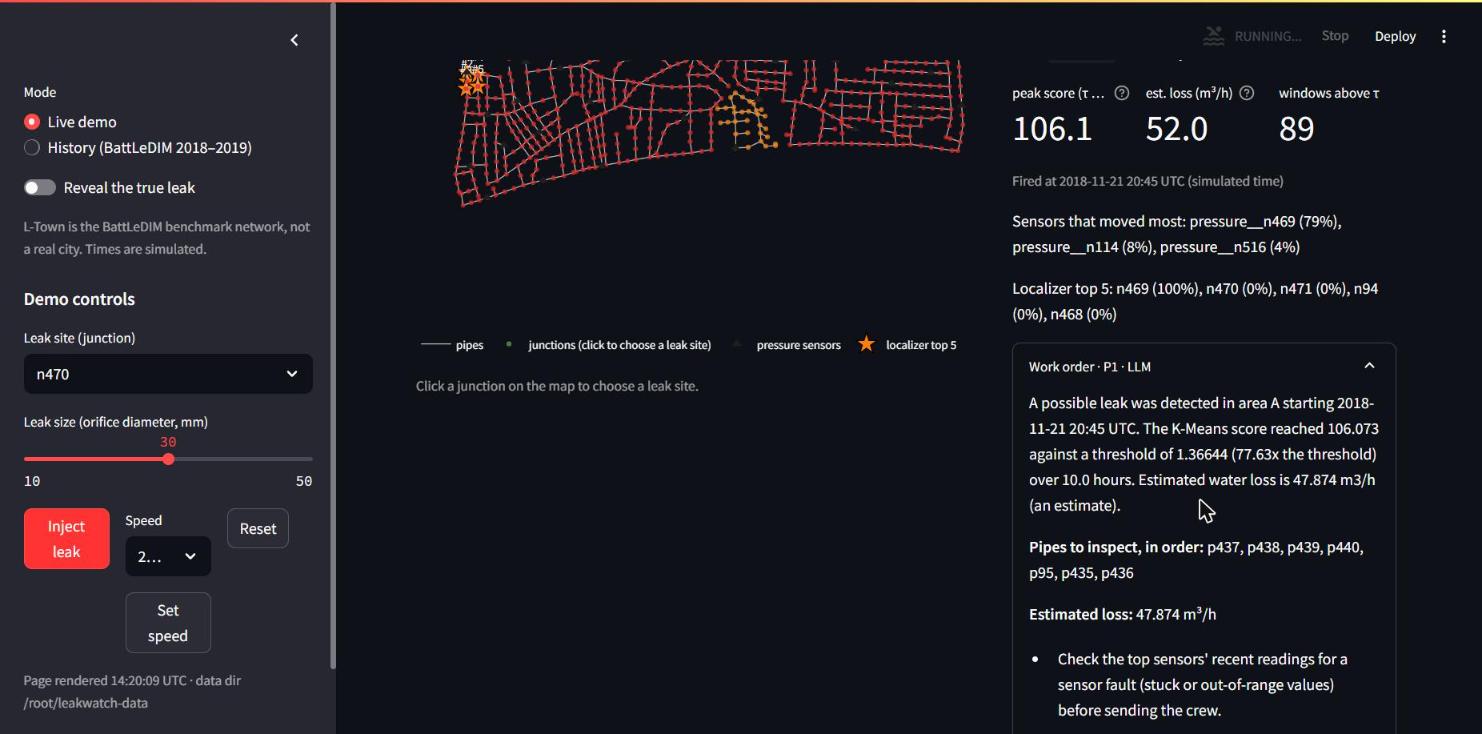 RUNNING...
Stop
Deploy
Mode
Live demo
History (BattLeDIM 2018–2019)
Reveal the true leak
L-Town is the BattLeDIM benchmark network, not
a real city. Times are simulated.
Demo controls
Leak site (junction)
n470
Leak size (orifice diameter, mm)
30
10
50
Inject
leak
Speed
2...
Reset
Set
speed
Page rendered 14:20:09 UTC · data dir
/root/leakwatch-data
pipes
junctions (click to choose a leak site)
pressure sensors
localizer top 5
Click a junction on the map to choose a leak site.
peak score (τ ...
est. loss (m³/h)
windows above τ
106.1
52.0
89
Fired at 2018-11-21 20:45 UTC (simulated time)
Sensors that moved most: pressure__n469 (79%),
pressure__n114 (8%), pressure__n516 (4%)
Localizer top 5: n469 (100%), n470 (0%), n471 (0%), n94
(0%), n468 (0%)
Work order · P1 · LLM
A possible leak was detected in area A starting 2018-
11-21 20:45 UTC. The K-Means score reached 106.073
against a threshold of 1.36644 (77.63x the threshold)
over 10.0 hours. Estimated water loss is 47.874 m3/h
(an estimate).
Pipes to inspect, in order: p437, p438, p439, p440,
p95, p435, p436
Estimated loss: 47.874 m³/h
Check the top sensors' recent readings for a
sensor fault (stuck or out-of-range values)
before sending the crew.